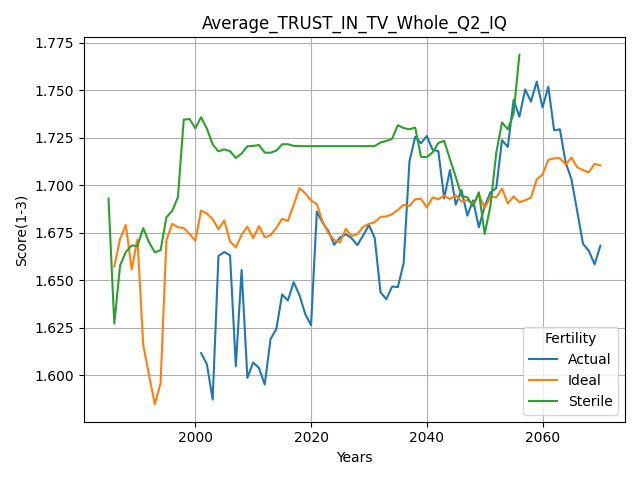 Average_TRUST_IN_TV_Whole_Q2_IQ
1.775
1.750
1.725
1.700
1.675
1.650
1.625
1.600
Score(1-3)
2000
2020
2040
2060
Years
Fertility
Actual
Ideal
Sterile